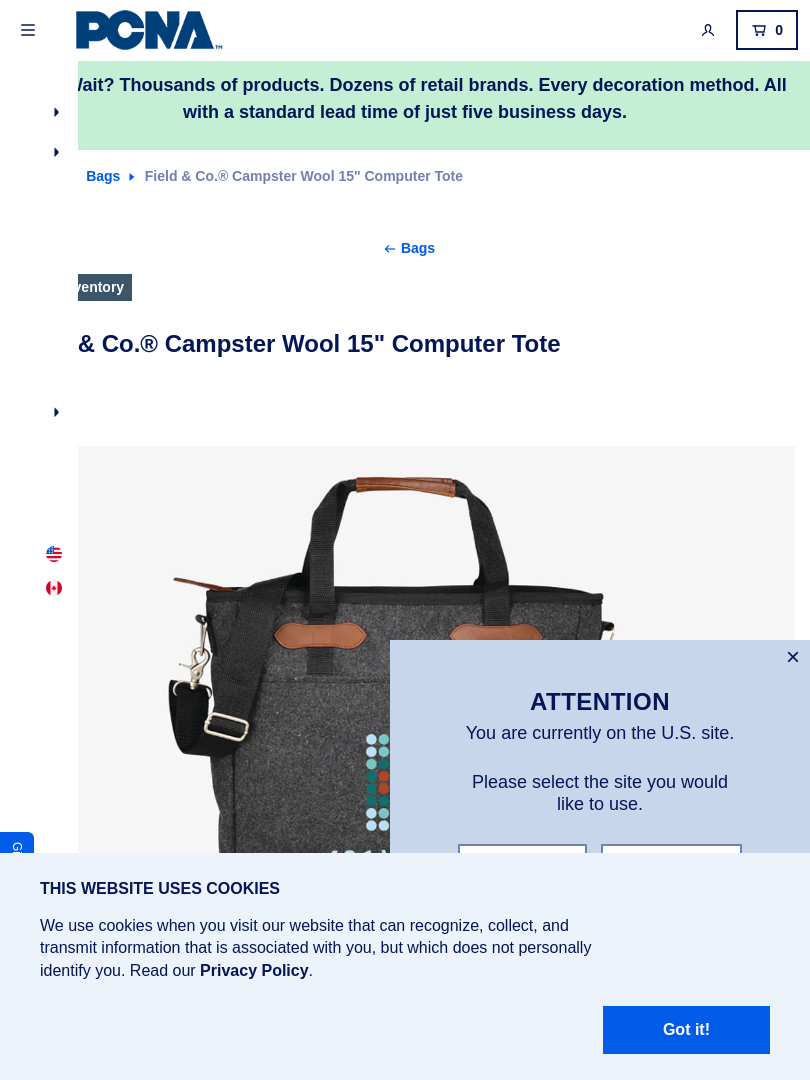 PCNA
0
Wait? Thousands of products. Dozens of retail brands. Every decoration method. All
with a standard lead time of just five business days.
Bags
Field & Co.® Campster Wool 15" Computer Tote
Bags
& Co.® Campster Wool 15" Computer Tote
ATTENTION
You are currently on the U.S. site.
Please select the site you would
like to use.
THIS WEBSITE USES COOKIES
We use cookies when you visit our website that can recognize, collect, and
transmit information that is associated with you, but which does not personally
identify you. Read our Privacy Policy.
Got it!